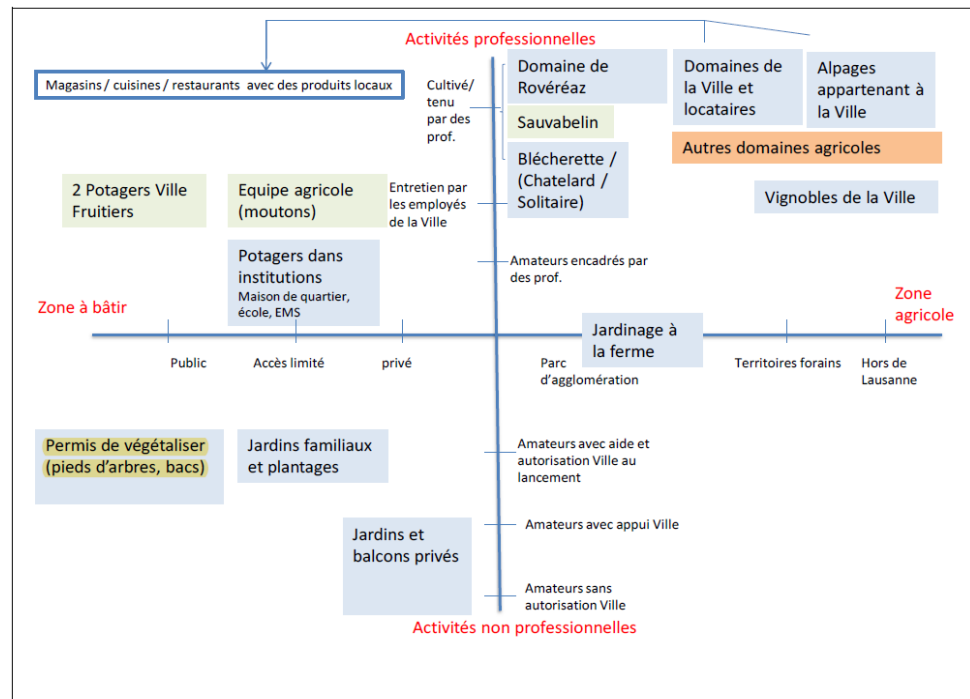 Activités professionnelles
Magasins / cuisines / restaurants  avec des produits locaux
Cultivé/
tenu
par des
prof.
Domaine de
Rovéréaz
Domaines de
la Ville et
locataires
Alpages
appartenant à
la Ville
Sauvabelin
Autres domaines agricoles
Blécherette /
(Chatelard /
Solitaire)
2 Potagers Ville
Fruitiers
Equipe agricole
(moutons)
Entretien par
les employés
de la Ville
Vignobles de la Ville
Potagers dans
institutions
Maison de quartier,
école, EMS
Amateurs encadrés par
des prof.
Zone à bâtir
Zone
agricole
Jardinage à
la ferme
Public
Accès limité
privé
Parc
d'agglomération
Territoires forains
Hors de
Lausanne
Permis de végétaliser
(pieds d'arbres, bacs)
Jardins familiaux
et plantages
Amateurs avec aide et
autorisation Ville au
lancement
Jardins et
balcons privés
Amateurs avec appui Ville
Amateurs sans
autorisation Ville
Activités non professionnelles